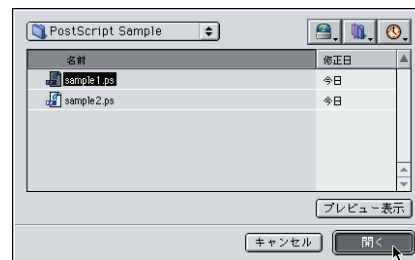 PostScript Sample
名前 修正日
sample1.ps 今日
sample2.ps 今日
プレビュー表示
キャンセル 開く